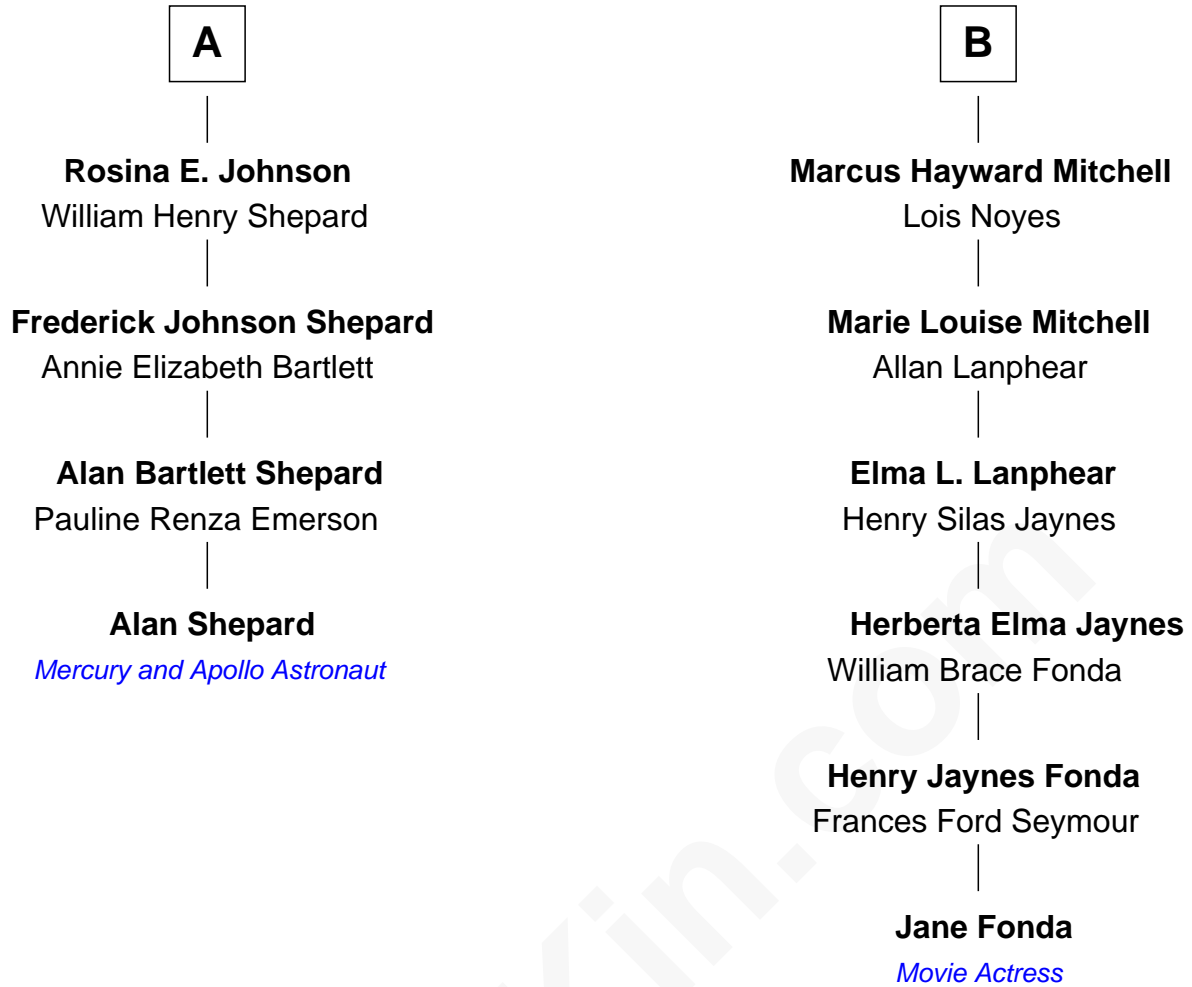 A
Rosina E. Johnson
William Henry Shepard
Frederick Johnson Shepard
Annie Elizabeth Bartlett
Alan Bartlett Shepard
Pauline Renza Emerson
Alan Shepard
Mercury and Apollo Astronaut
B
Marcus Hayward Mitchell
Lois Noyes
Marie Louise Mitchell
Allan Lanphear
Elma L. Lanphear
Henry Silas Jaynes
Herberta Elma Jaynes
William Brace Fonda
Henry Jaynes Fonda
Frances Ford Seymour
Jane Fonda
Movie Actress
Kin.com